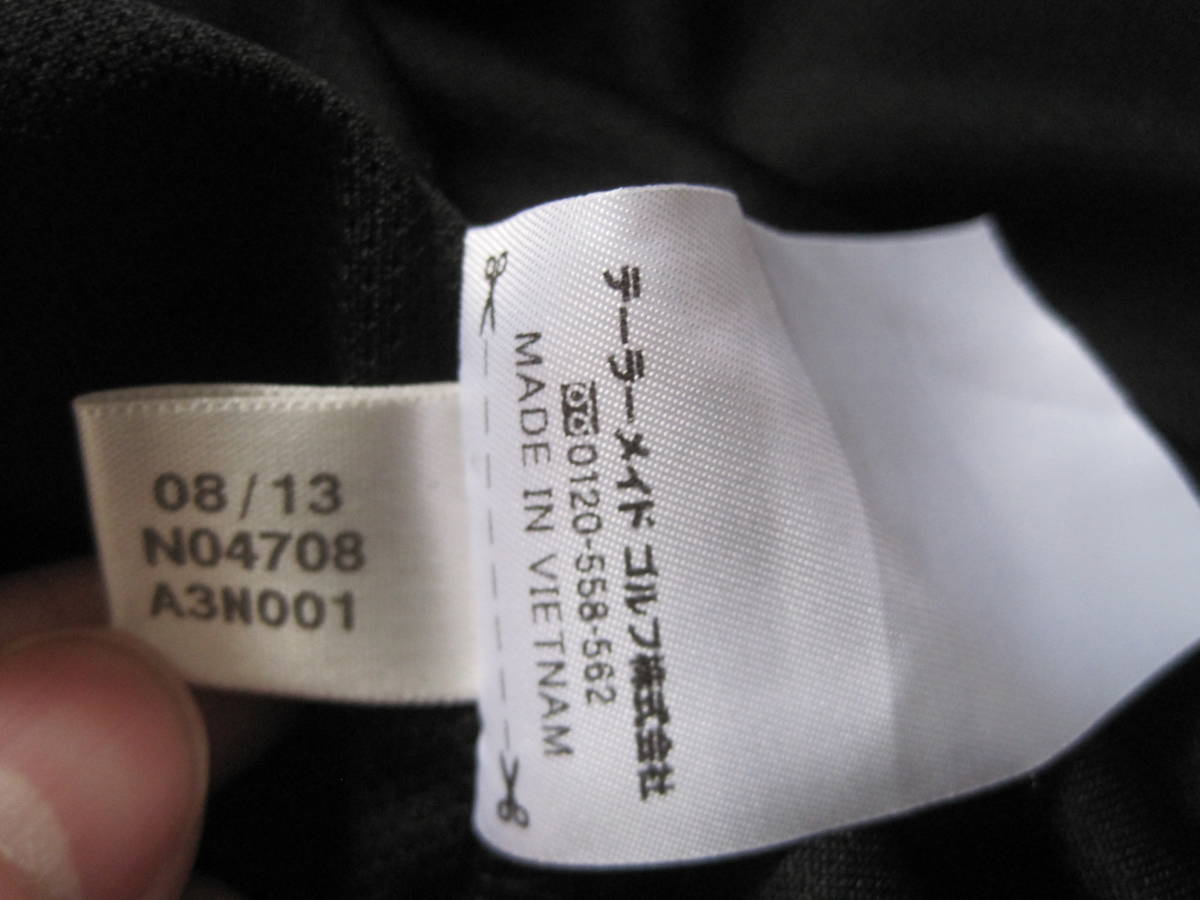 08/13
N04708
A3N001
テーラーメイド ゴルフ株式会社
0120-558-562
MADE IN VIETNAM